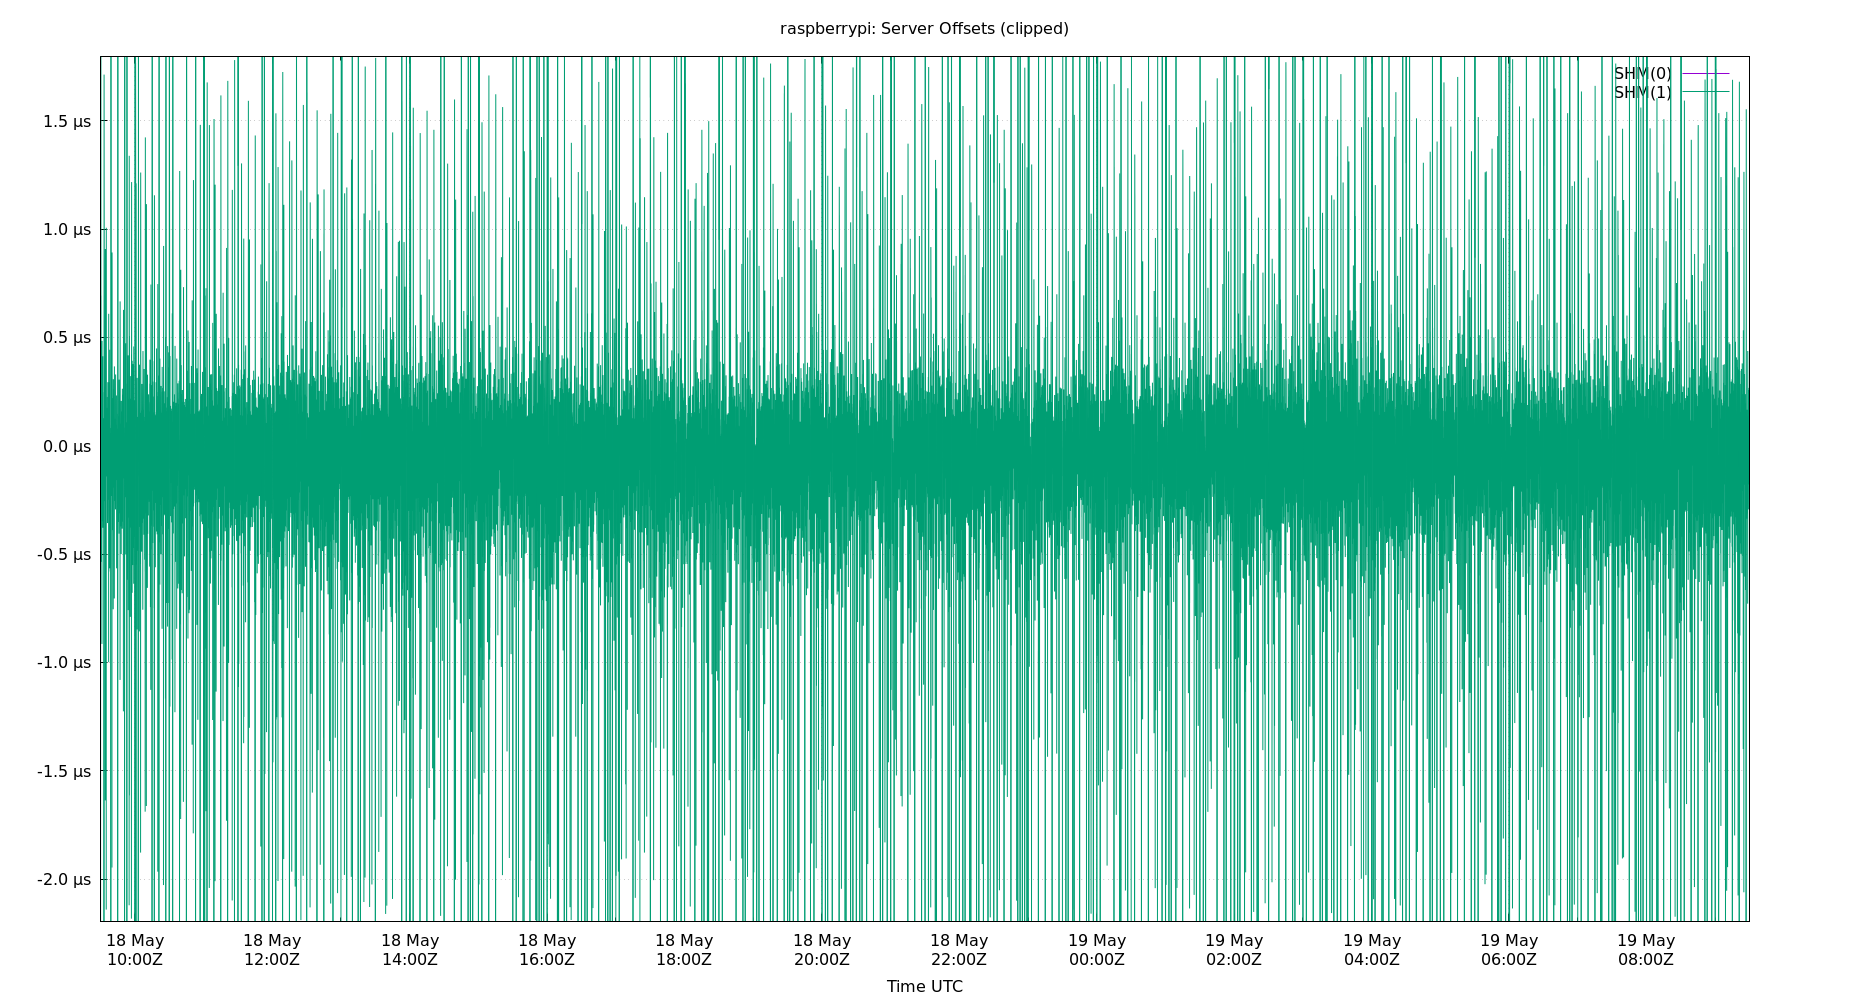 raspberrypi: Server Offsets (clipped)
SHM(0)
SHM(1)
1.5 µs
1.0 µs
0.5 µs
0.0 µs
-0.5 µs
-1.0 µs
-1.5 µs
-2.0 µs
18 May 18 May 18 May 18 May 18 May 18 May 18 May 19 May 19 May 19 May 19 May 19 May
10:00Z 12:00Z 14:00Z 16:00Z 18:00Z 20:00Z 22:00Z 00:00Z 02:00Z 04:00Z 06:00Z 08:00Z
Time UTC